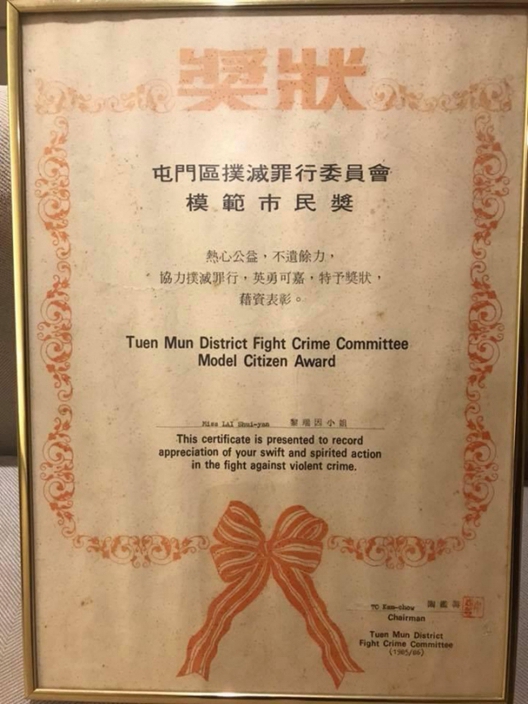 獎狀
屯門區撲滅罪行委員會
模範市民獎
熱心公益，不遺餘力，
協力撲滅罪行，英勇可嘉，特予獎狀，
藉資表彰。
Tuen Mun District Fight Crime Committee
Model Citizen Award
Miss Lai Shui-yan 黎瑞因小姐
This certificate is presented to record
appreciation of your swift and spirited action
in the fight against violent crime.
Chairman
Tuen Mun District
Fight Crime Committee